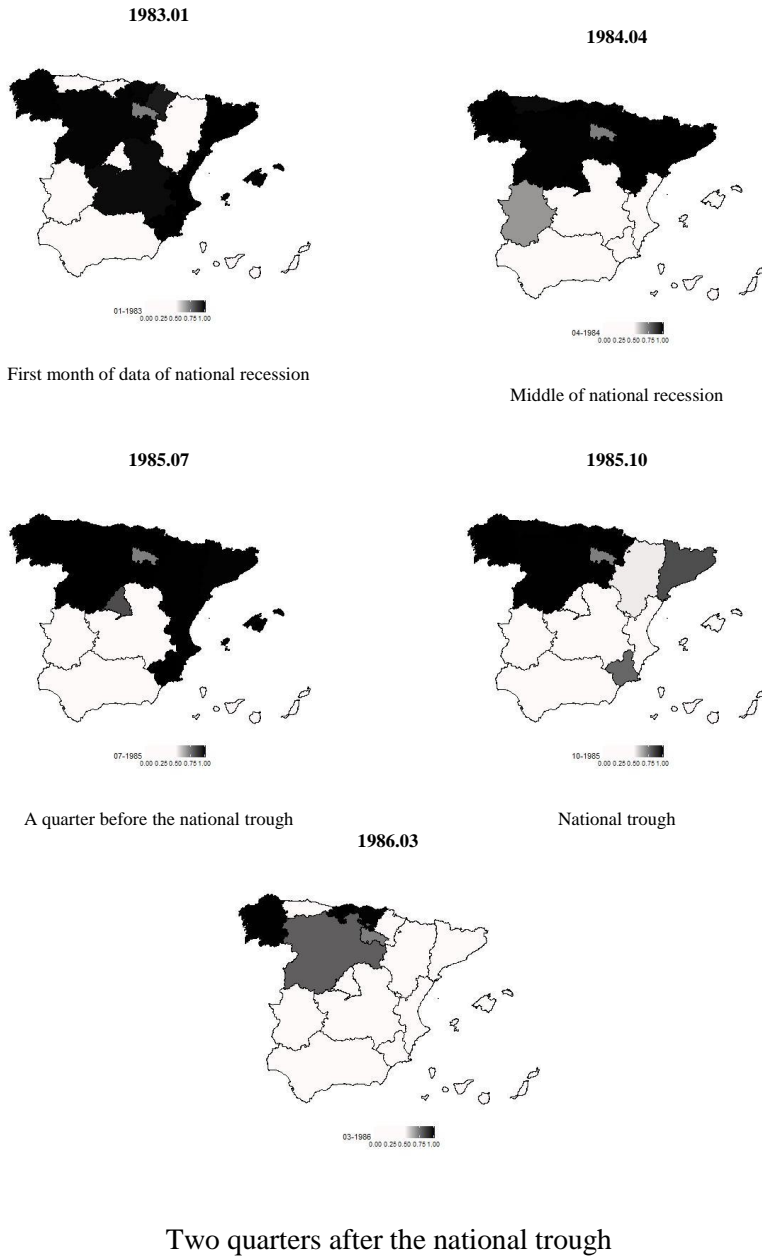 1983.01
1984.04
01-1983
0.00 0.25 0.50 0.75 1.00
04-1984
0.00 0.25 0.50 0.75 1.00
First month of data of national recession
Middle of national recession
1985.07
1985.10
07-1985
0.00 0.25 0.50 0.75 1.00
10-1985
0.00 0.25 0.50 0.75 1.00
A quarter before the national trough
National trough
1986.03
03-1986
0.00 0.25 0.50 0.75 1.00
Two quarters after the national trough